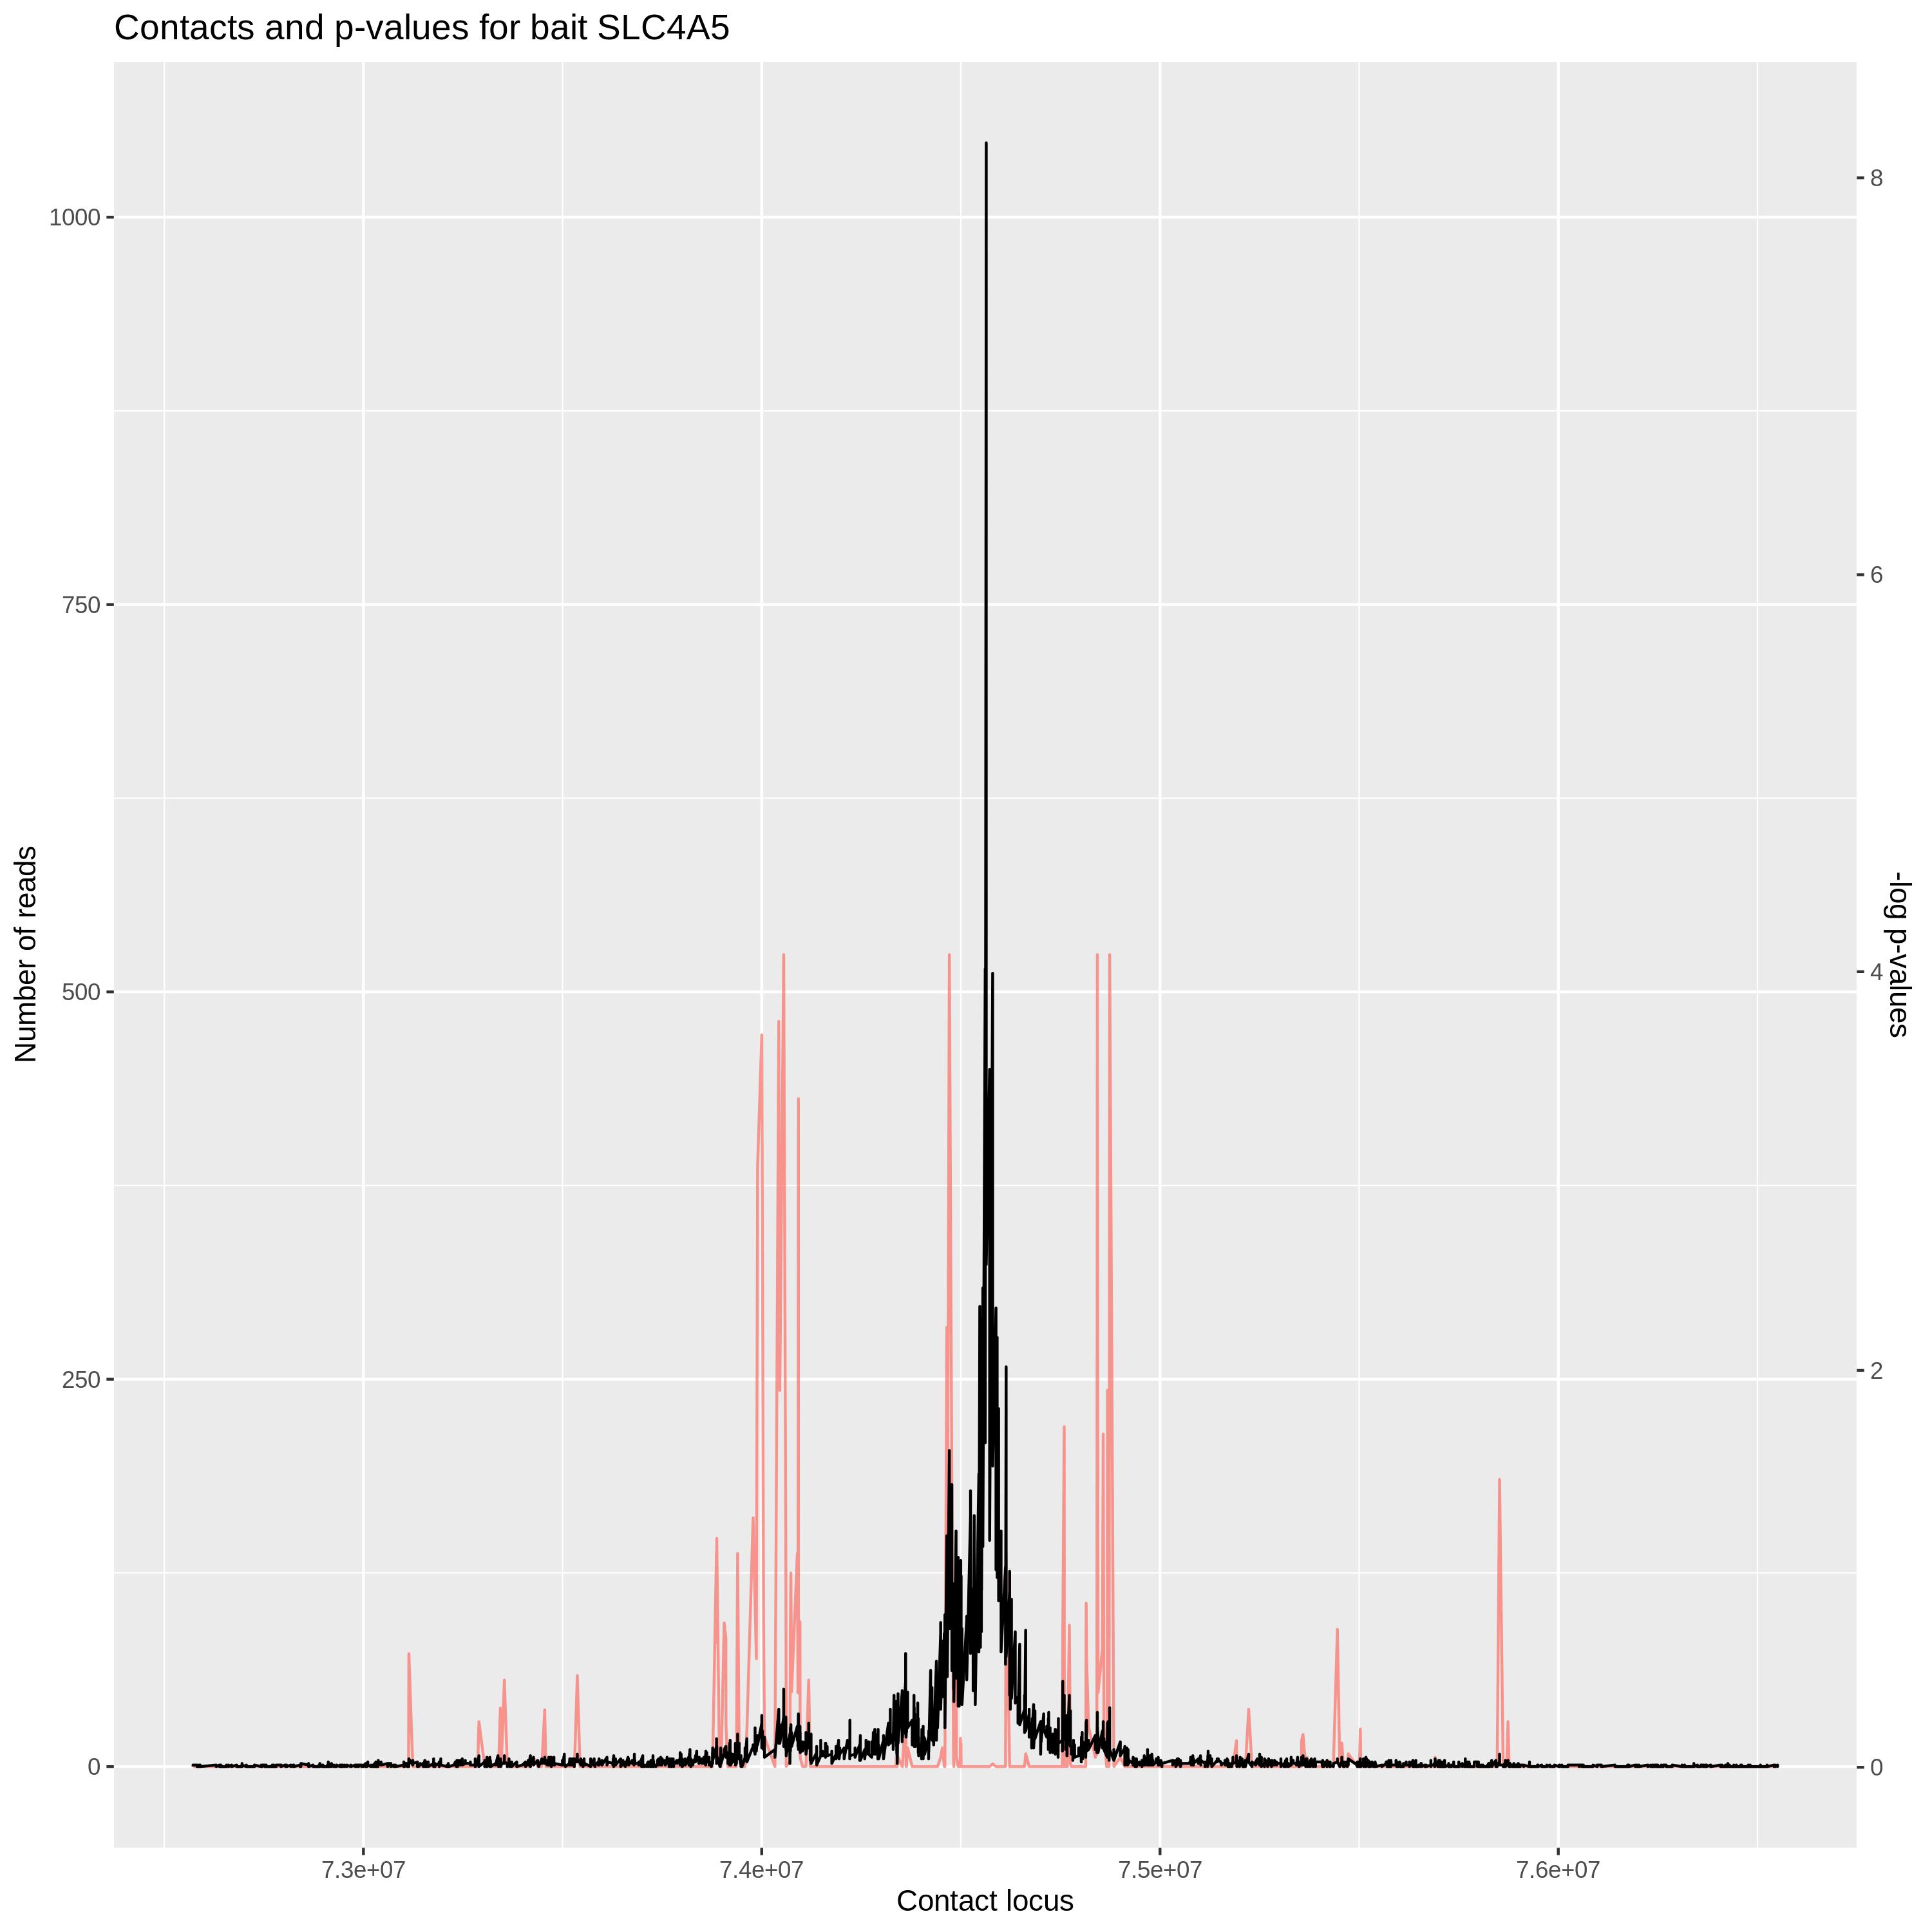 Contacts and p-values for bait SLC4A5
1000
750
500
250
0
Number of reads
8
6
4
2
0
-log p-values
7.3e+07
7.4e+07
7.5e+07
7.6e+07
Contact locus